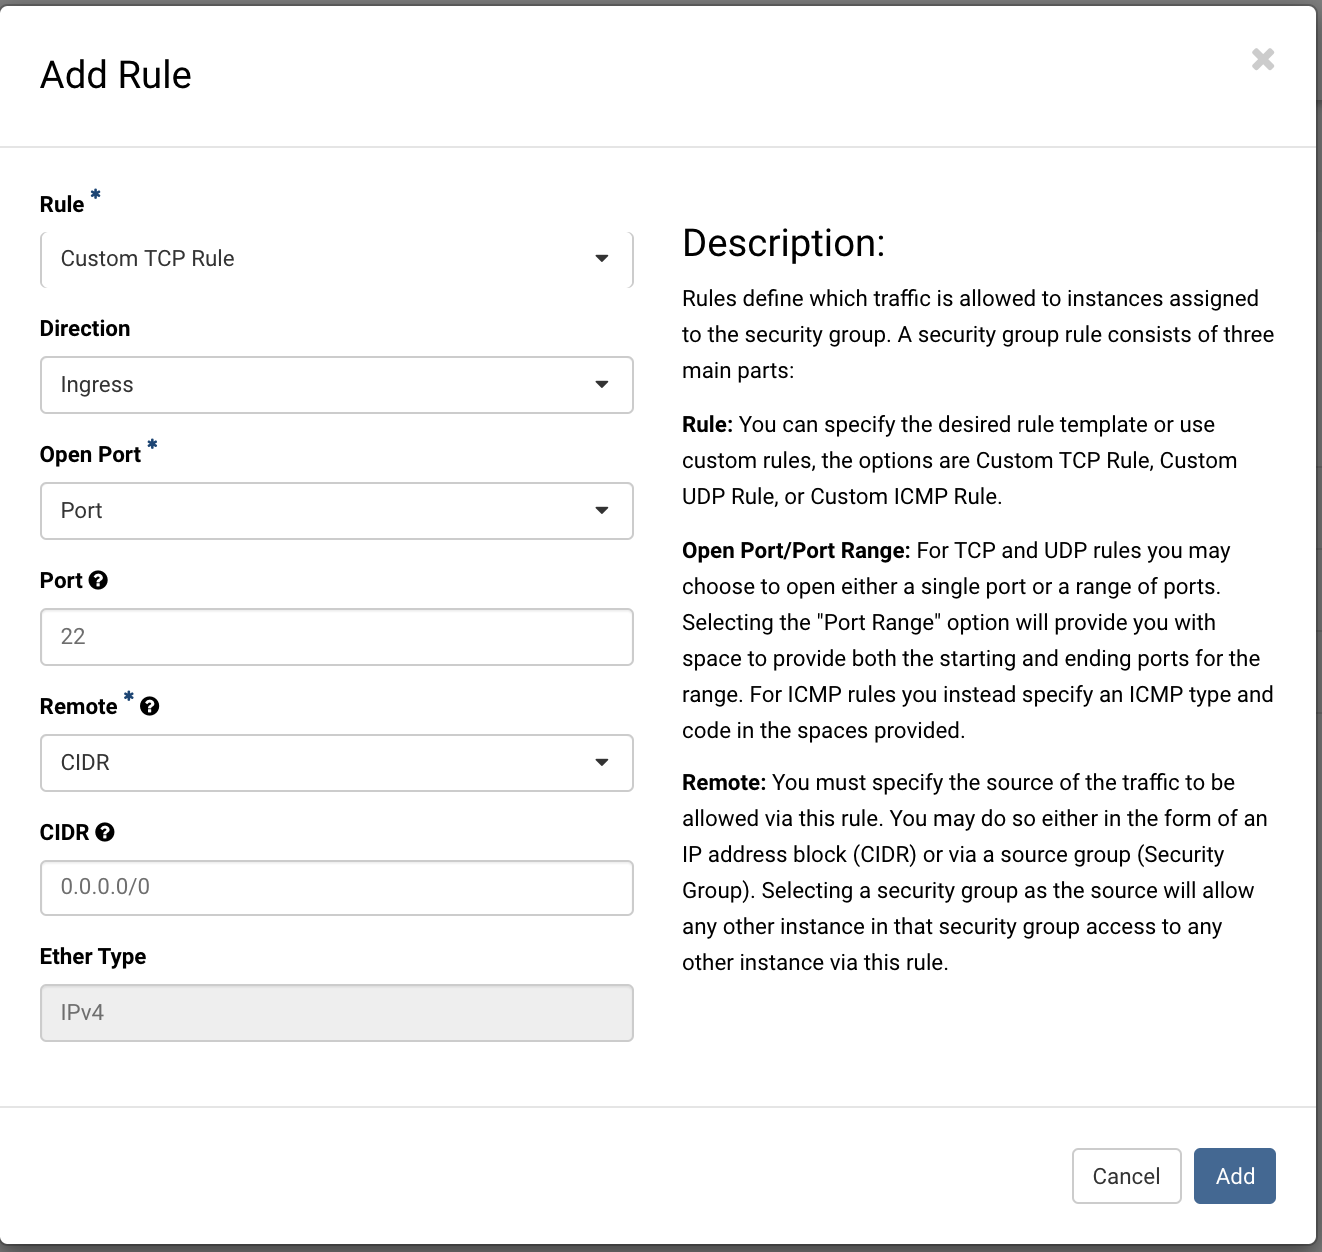 Add Rule
Rule *
Custom TCP Rule
Direction
Ingress
Open Port *
Port
Port
22
Remote *
CIDR
CIDR
0.0.0.0/0
Ether Type
IPv4
Description:
Rules define which traffic is allowed to instances assigned
to the security group. A security group rule consists of three
main parts:
Rule: You can specify the desired rule template or use
custom rules, the options are Custom TCP Rule, Custom
UDP Rule, or Custom ICMP Rule.
Open Port/Port Range: For TCP and UDP rules you may
choose to open either a single port or a range of ports.
Selecting the "Port Range" option will provide you with
space to provide both the starting and ending ports for the
range. For ICMP rules you instead specify an ICMP type and
code in the spaces provided.
Remote: You must specify the source of the traffic to be
allowed via this rule. You may do so either in the form of an
IP address block (CIDR) or via a source group (Security
Group). Selecting a security group as the source will allow
any other instance in that security group access to any
other instance via this rule.
Cancel
Add